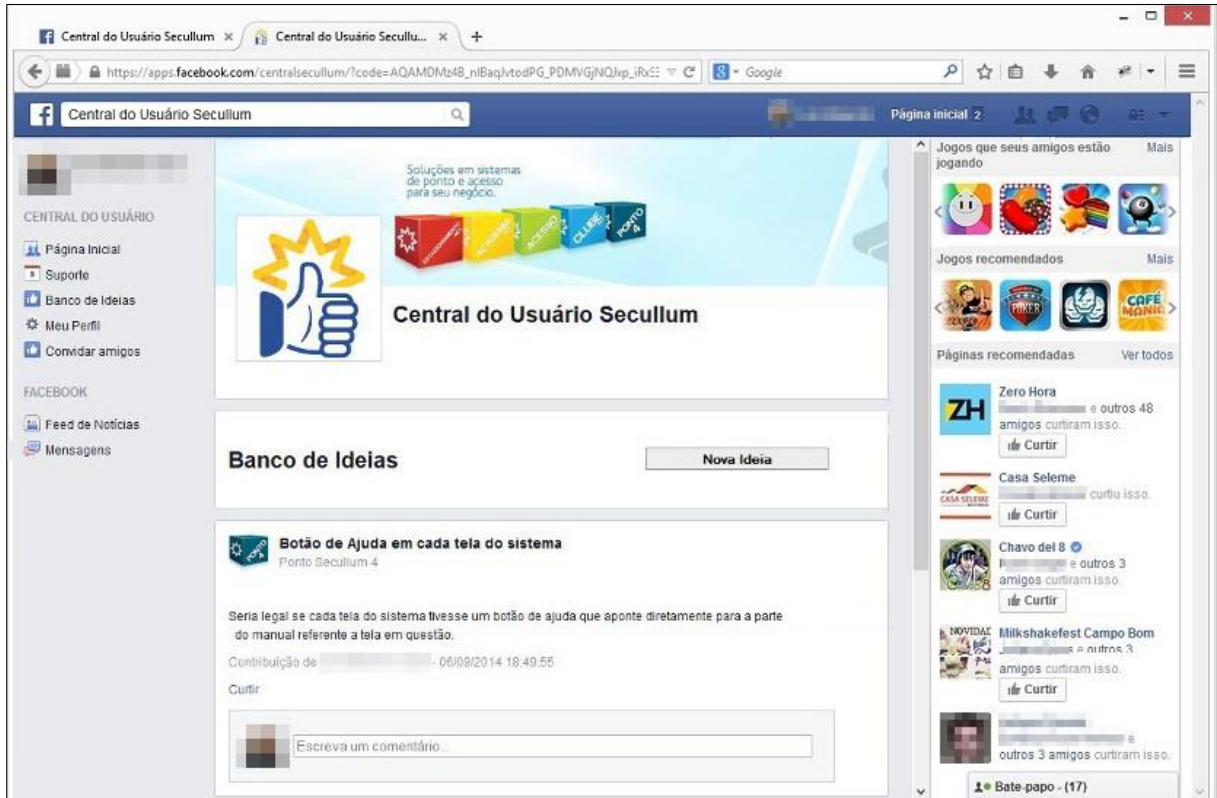 Central do Usuário Secullum
Central do Usuário Secullu...
https://apps.facebook.com/centralsecullum/?code=
Google
Central do Usuário Secullum
Página inicial 2
CENTRAL DO USUÁRIO
Página Inicial
Suporte
Banco de Ideias
Meu Perfil
Convidar amigos
FACEBOOK
Feed de Notícias
Mensagens
Soluções em sistemas
de ponto e acesso
para seu negócio.
ESTACIONAMENTO
ACADEMIA
ACESSO
CLUBE
PONTO
4
Central do Usuário Secullum
Banco de Ideias
Nova Ideia
PONTO
4
Botão de Ajuda em cada tela do sistema
Ponto Secullum 4
Seria legal se cada tela do sistema tivesse um botão de ajuda que aponte diretamente para a parte
do manual referente a tela em questão.
Contribuição de - 06/09/2014 18:49:55
Curtir
Escreva um comentário...
Jogos que seus amigos estão
jogando
Mais
Jogos recomendados
Mais
POKER
CAFÉ
MANIA
Páginas recomendadas
Ver todos
ZH
Zero Hora
e outros 48
amigos curtiram isso.
Curtir
CASA SELEME
Casa Seleme
curtiu isso.
Curtir
Chavo del 8
e outros 3
amigos curtiram isso.
Curtir
Milkshakefest Campo Bom
e outros 3
amigos curtiram isso.
Curtir
e
outros 3 amigos curtiram isso.
Bate-papo - (17)